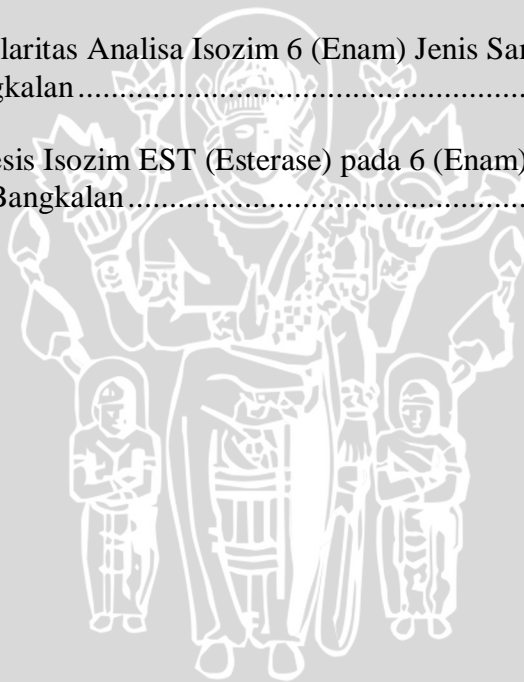 laritas Analisa Isozim 6 (Enam) Jenis Sa
gkalan........................................................
esis Isozim EST (Esterase) pada 6 (Enam)
Bangkalan..................................................